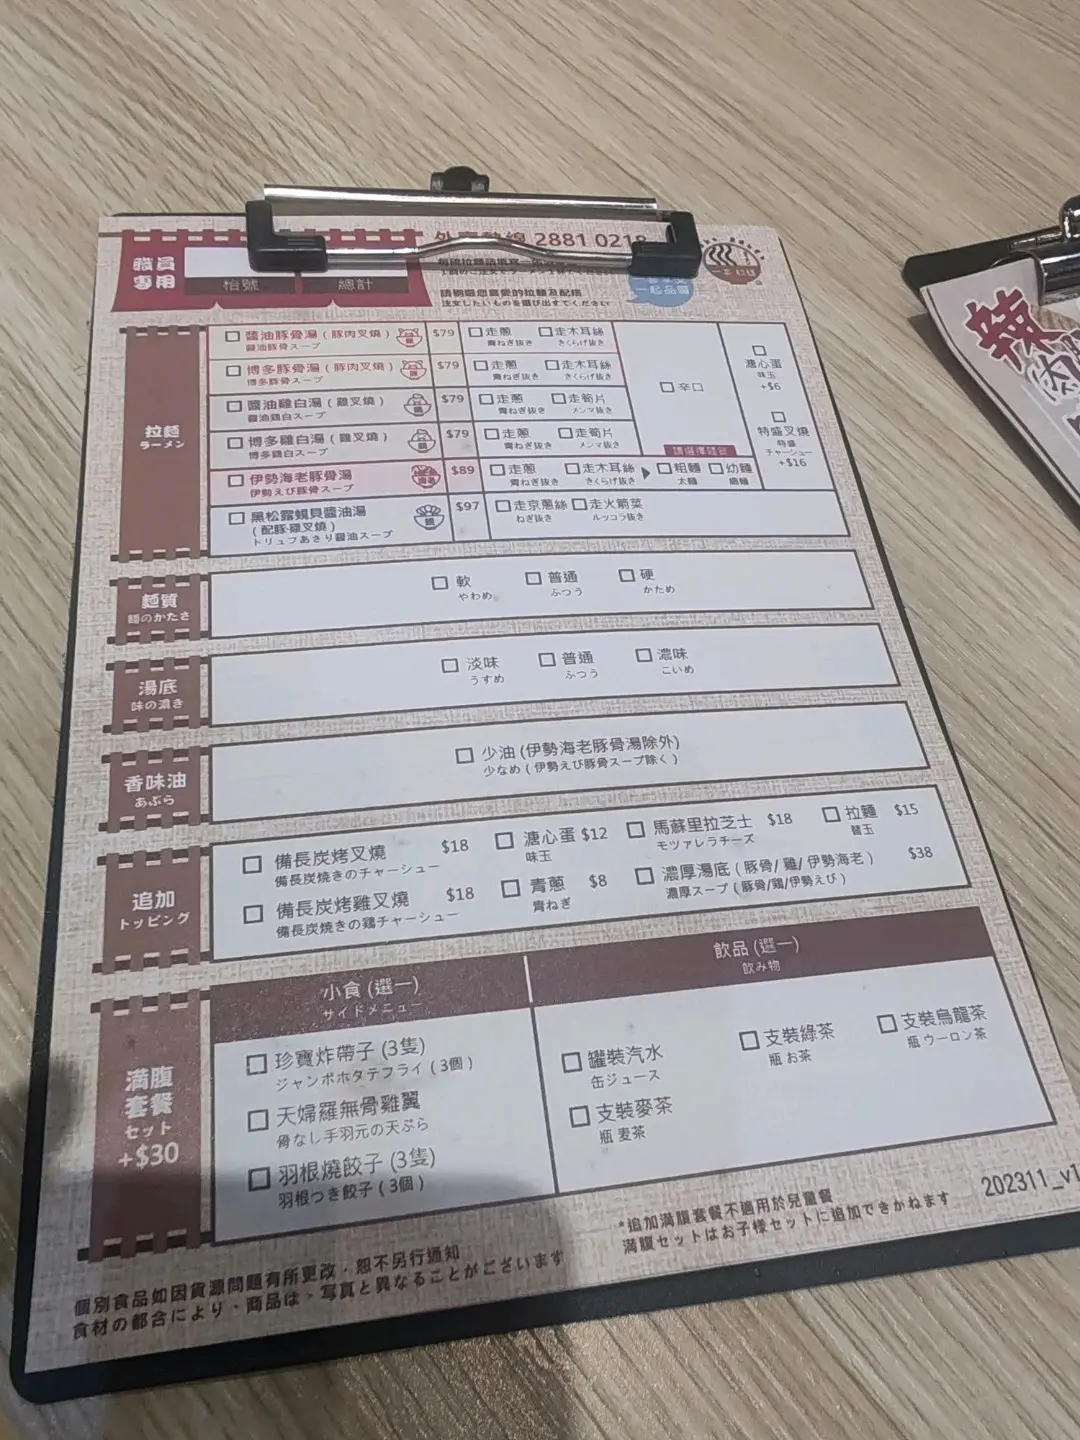 職員
專用
枱號
總計
外賣熱線 2881 0218
請剔選您喜愛的拉麵及配搭
注文したいものを選び出すてください
一起品嚐
拉麵
ラーメン
醬油豚骨湯 (豚肉叉燒) $79 走蔥 走木耳絲
醤油豚骨スープ 青ねぎ抜き きくらげ抜き
博多豚骨湯 (豚肉叉燒) $79 走蔥 走木耳絲
博多豚骨スープ 青ねぎ抜き きくらげ抜き
醬油雞白湯 (雞叉燒) $79 走蔥 走筍片
醤油鶏白スープ 青ねぎ抜き メンマ抜き
博多雞白湯 (雞叉燒) $79 走蔥 走筍片
博多鶏白スープ 青ねぎ抜き メンマ抜き
伊勢海老豚骨湯 $89 走蔥 走木耳絲 粗麵 幼麵
伊勢えび豚骨スープ 青ねぎ抜き きくらげ抜き 太麺 細麺
黑松露蜆貝醬油湯 $97 走京蔥絲 走火箭菜
(配豚·雞叉燒) ねぎ抜き ルッコラ抜き
トリュフあさり醤油スープ
辛口
溏心蛋
味玉
+$6
特盛叉燒
特盛
チャーシュー
+$16
麵質
麺のかたさ
軟 普通 硬
やわめ ふつう かため
湯底
味の濃さ
淡味 普通 濃味
うすめ ふつう こいめ
香味油
あぶら
少油 (伊勢海老豚骨湯除外)
少なめ (伊勢えび豚骨スープ除く)
追加
トッピング
備長炭烤叉燒 $18 溏心蛋 $12 馬蘇里拉芝士 $18 拉麵 $15
備長炭焼きのチャーシュー 味玉 モツァレラチーズ 替玉
備長炭烤雞叉燒 $18 青蔥 $8 濃厚湯底 (豚骨/雞/伊勢海老) $38
備長炭焼きの鶏チャーシュー 青ねぎ 濃厚スープ (豚骨/鶏/伊勢えび)
滿腹
套餐
セット
+$30
小食 (選一)
サイドメニュー
珍寶炸帶子 (3隻)
ジャンボホタテフライ (3個)
天婦羅無骨雞翼
骨なし手羽元の天ぷら
羽根燒餃子 (3隻)
羽根つき餃子 (3個)
飲品 (選一)
飲み物
罐裝汽水 支裝綠茶 支裝烏龍茶
缶ジュース 瓶 お茶 瓶 ウーロン茶
支裝麥茶
瓶 麦茶
*追加滿腹套餐不適用於兒童餐
満腹セットはお子様セットに追加できかねます
202311_v1
個別食品如因貨源問題有所更改，恕不另行通知
食材の都合により、商品は、写真と異なることがございます
辣